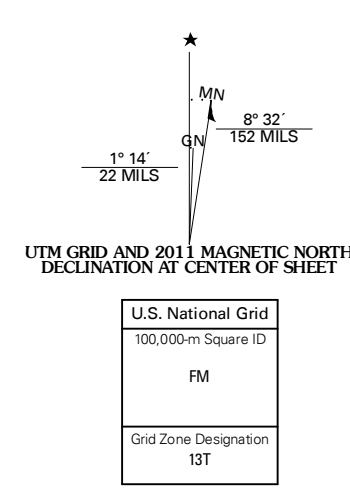 ★
MN
8° 32´
152 MILS
GN
1° 14´
22 MILS
UTM GRID AND 2011 MAGNETIC NORTH
DECLINATION AT CENTER OF SHEET
U.S. National Grid
100,000-m Square ID
FM
Grid Zone Designation
13T